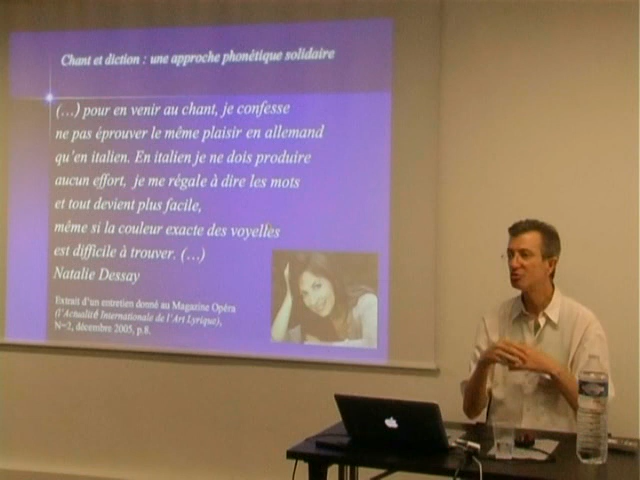 Chant et diction : une approche phonétique solidaire
(…) pour en venir au chant, je confesse
ne pas éprouver le même plaisir en allemand
qu'en italien. En italien je ne dois produire
aucun effort, je me régale à dire les mots
et tout devient plus facile,
même si la couleur exacte des voyelles
est difficile à trouver. (…)
Natalie Dessay
Extrait d'un entretien donné au Magazine Opéra
(l'Actualité Internationale de l'Art Lyrique),
N=2, décembre 2005, p.8.